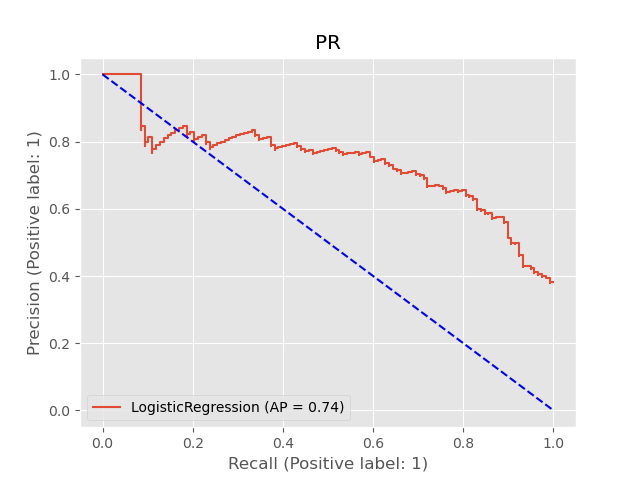 PR
Precision (Positive label: 1)
1.0
0.8
0.6
0.4
0.2
0.0
LogisticRegression (AP = 0.74)
0.0 0.2 0.4 0.6 0.8 1.0
Recall (Positive label: 1)